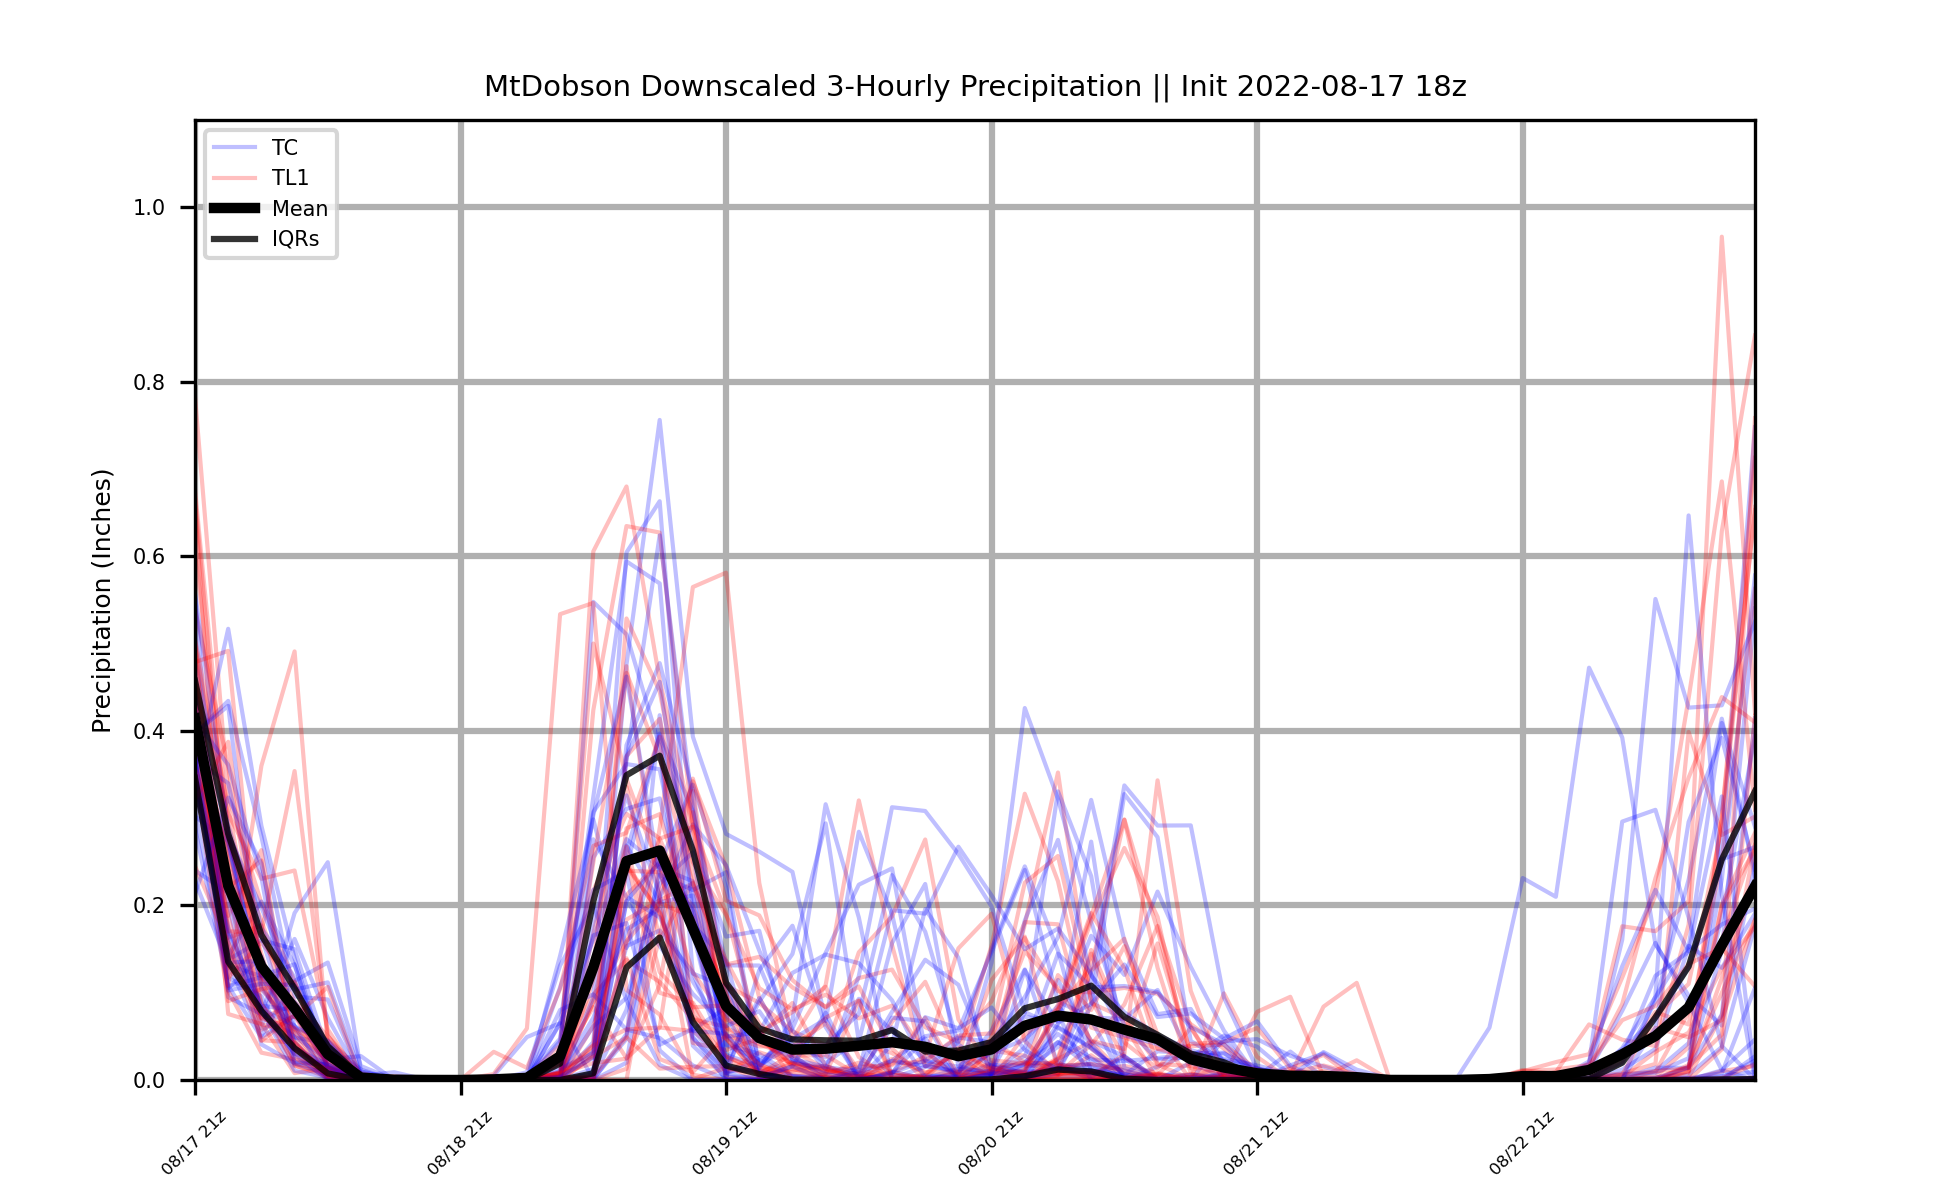 MtDobson Downscaled 3-Hourly Precipitation || Init 2022-08-17 18z
TC
TL1
Mean
IQRs
Precipitation (Inches)
1.0
0.8
0.6
0.4
0.2
0.0
08/17 21z
08/18 21z
08/19 21z
08/20 21z
08/21 21z
08/22 21z